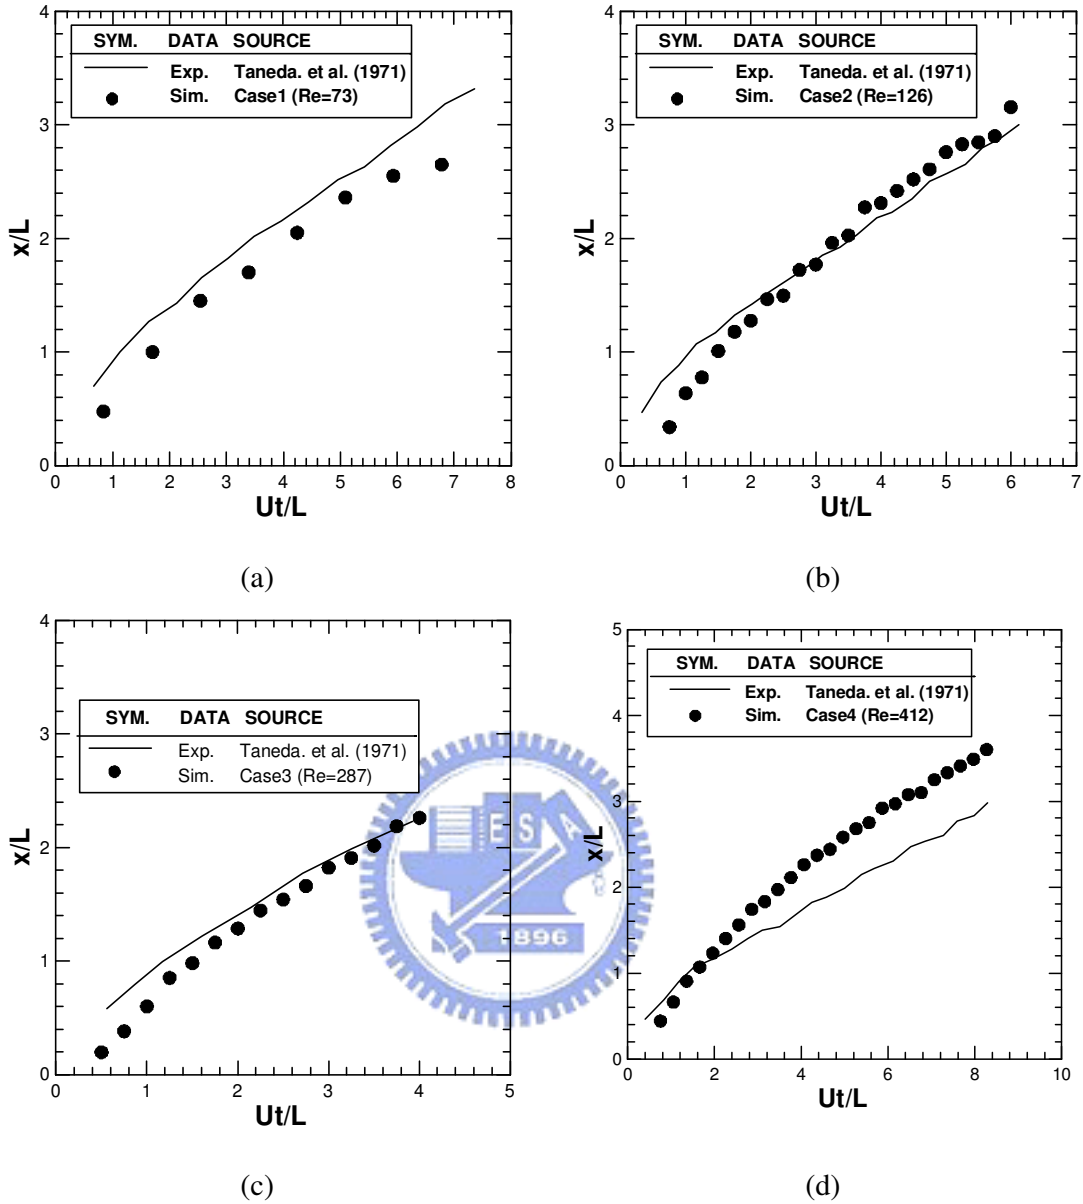 4
3
2
1
0
x/L
SYM. DATA SOURCE
Exp. Taneda. et al. (1971)
Sim. Case1 (Re=73)
1 2 3 4 5 6 7 8
Ut/L
(a)
4
3
2
1
0
x/L
SYM. DATA SOURCE
Exp. Taneda. et al. (1971)
Sim. Case2 (Re=126)
0 1 2 3 4 5 6 7
Ut/L
(b)
4
3
2
1
0
x/L
SYM. DATA SOURCE
Exp. Taneda. et al. (1971)
Sim. Case3 (Re=287)
0 1 2 3 4 5
Ut/L
(c)
5
4
3
2
1
0
x/L
SYM. DATA SOURCE
Exp. Taneda. et al. (1971)
Sim. Case4 (Re=412)
0 2 4 6 8 10
Ut/L
(d)
E S A
1896